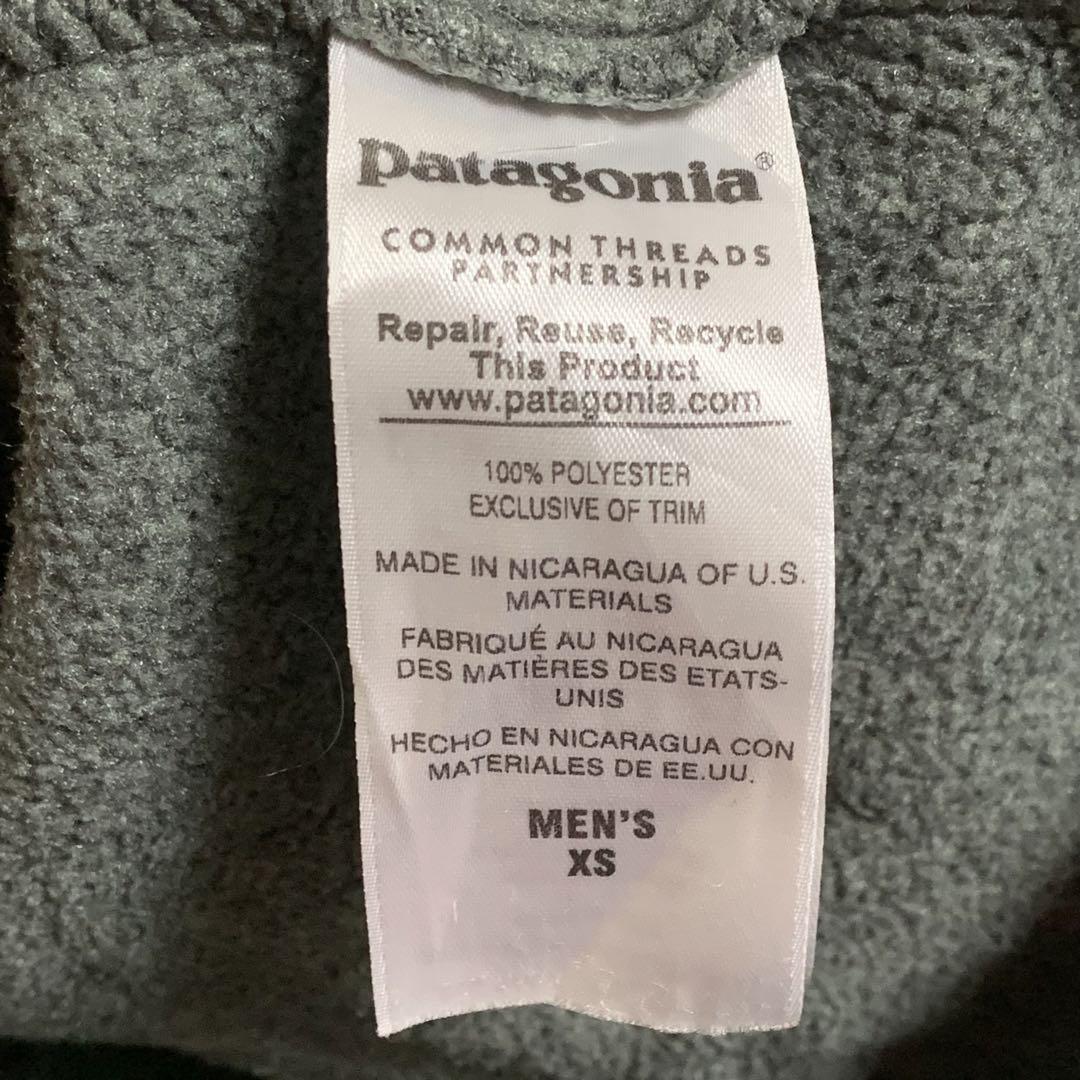 patagonia®
COMMON THREADS
PARTNERSHIP
Repair, Reuse, Recycle
This Product
www.patagonia.com
100% POLYESTER
EXCLUSIVE OF TRIM
MADE IN NICARAGUA OF U.S.
MATERIALS
FABRIQUÉ AU NICARAGUA
DES MATIÈRES DES ETATS-
UNIS
HECHO EN NICARAGUA CON
MATERIALES DE EE.UU.
MEN'S
XS